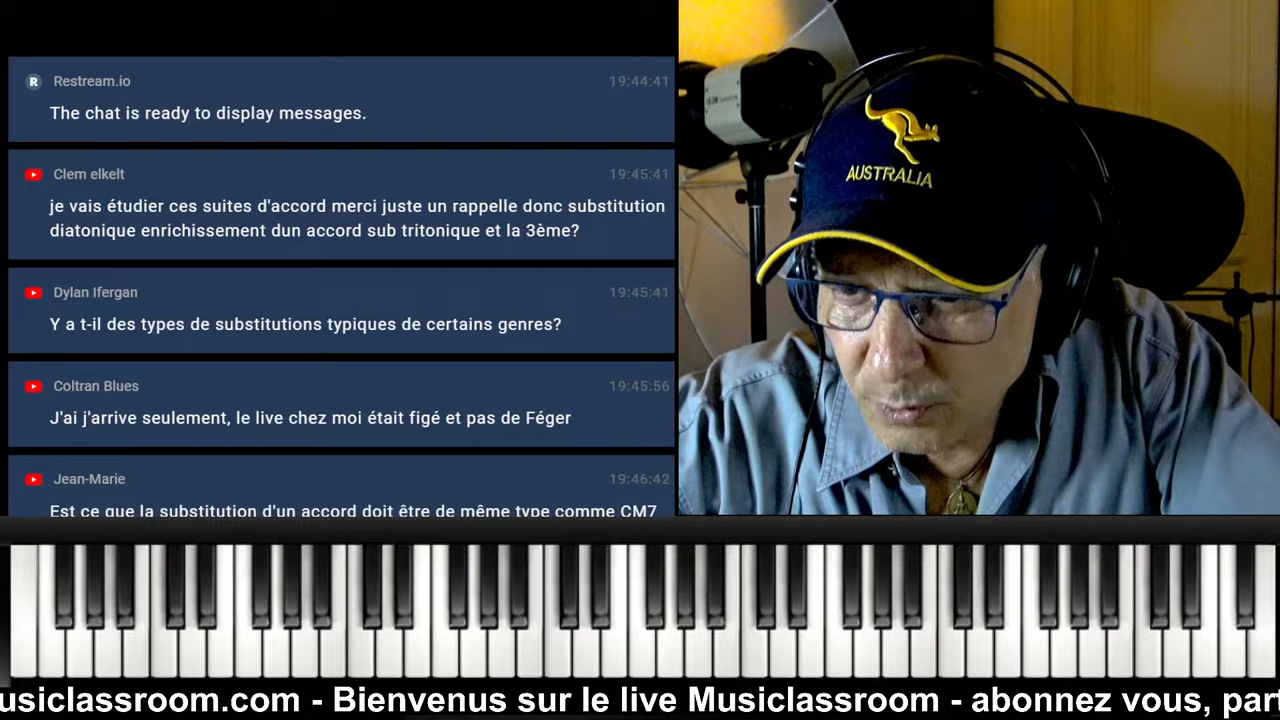 R Restream.io 19:44:41
The chat is ready to display messages.
Clem elkelt 19:45:41
je vais étudier ces suites d'accord merci juste un rappelle donc substitution
diatonique enrichissement dun accord sub tritonique et la 3ème?
Dylan Ifergan 19:45:41
Y a t-il des types de substitutions typiques de certains genres?
Coltran Blues 19:45:56
J'ai j'arrive seulement, le live chez moi était figé et pas de Féger
Jean-Marie 19:46:42
Est ce que la substitution d'un accord doit être de même type comme CM7
AUSTRALIA
usiclassroom.com - Bienvenus sur le live Musiclassroom - abonnez vous, par